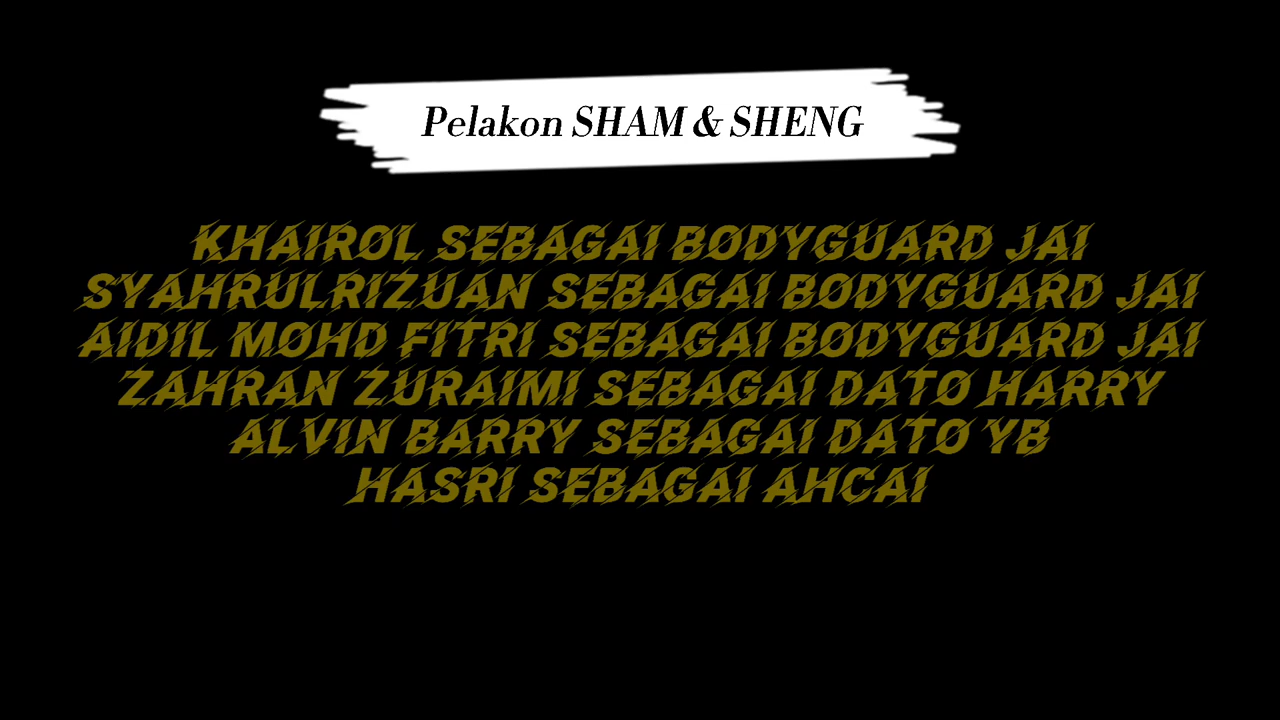 Pelakon SHAM & SHENG
KHAIROL SEBAGAI BODYGUARD JAI
SYAHRULRIZUAN SEBAGAI BODYGUARD JAI
AIDIL MOHD FITRI SEBAGAI BODYGUARD JAI
ZAHRAN ZURAIMI SEBAGAI DATO HARRY
ALVIN BARRY SEBAGAI DATO YB
HASRI SEBAGAI AHCAI